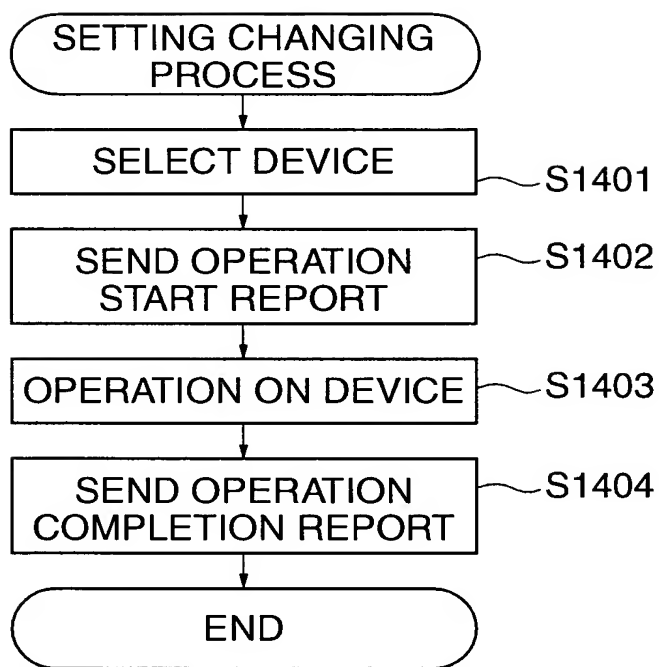 SETTING CHANGING
PROCESS
SELECT DEVICE
S1401
SEND OPERATION
START REPORT
S1402
OPERATION ON DEVICE
S1403
SEND OPERATION
COMPLETION REPORT
S1404
END